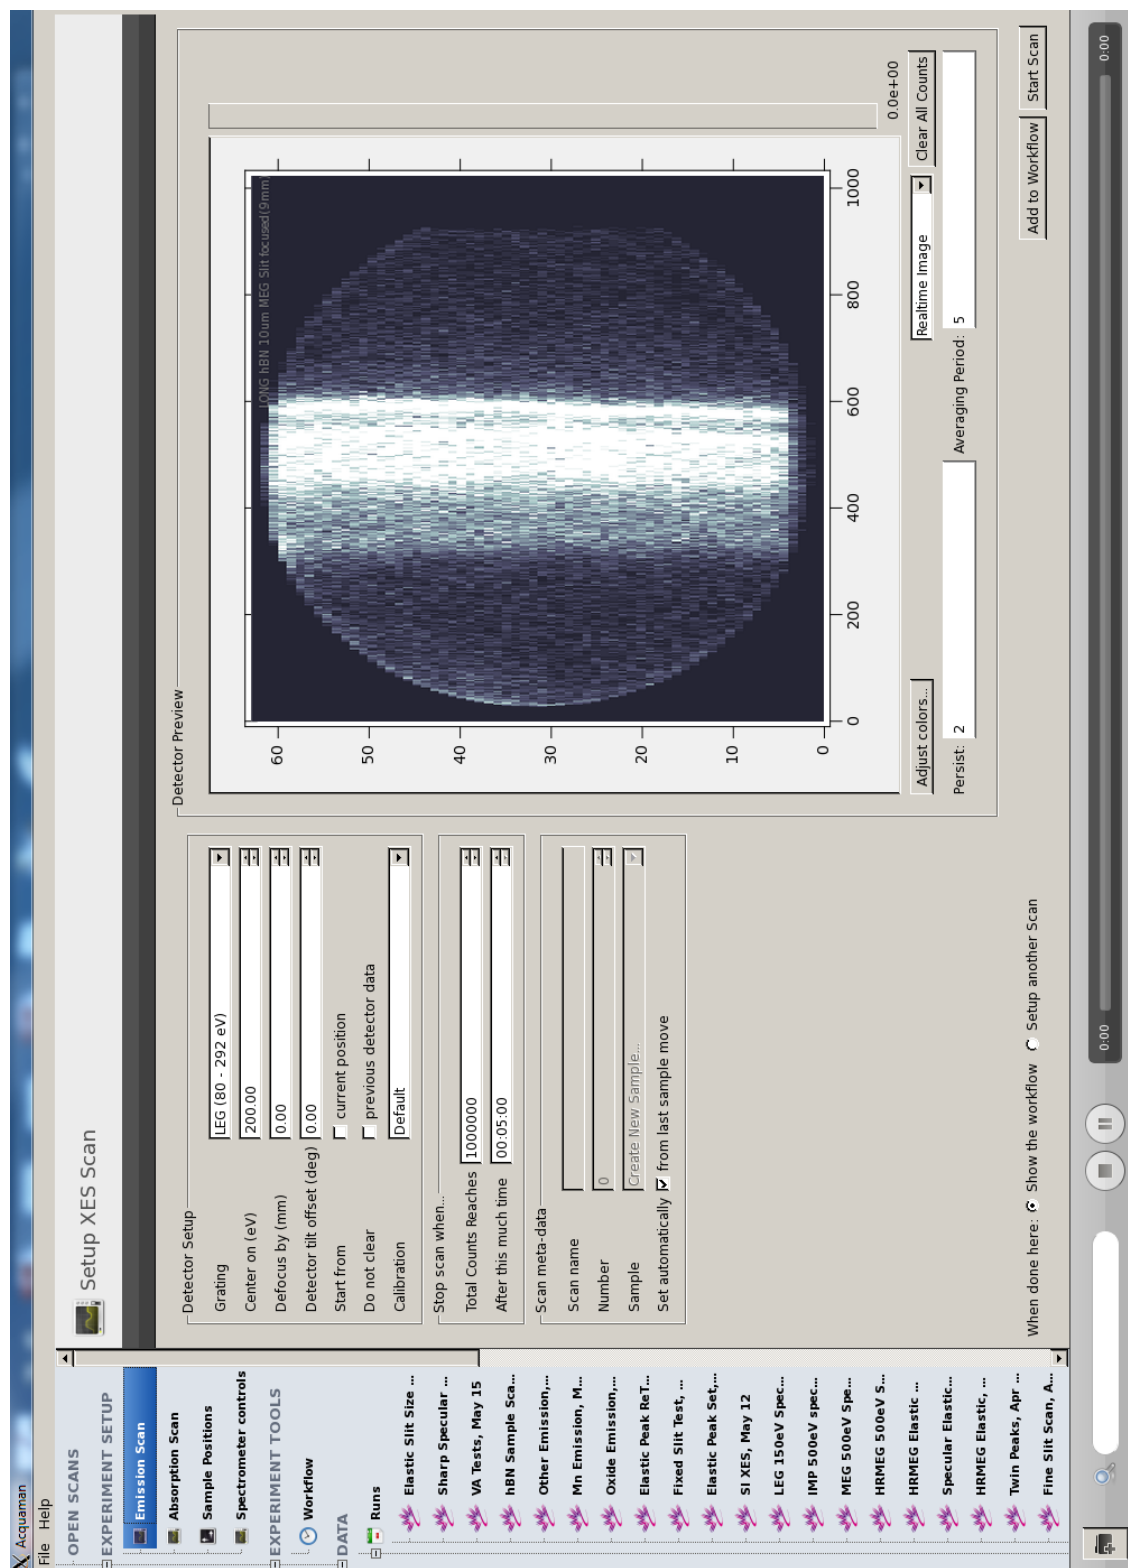 Acquaman
File Help
OPEN SCANS
EXPERIMENT SETUP
Emission Scan
Absorption Scan
Sample Positions
Spectrometer controls
EXPERIMENT TOOLS
Workflow
DATA
Runs
Elastic Slit Size ...
Sharp Specular ...
VA Tests, May 15
hBN Sample Sca...
Other Emission,...
Mn Emission, M...
Oxide Emission,...
Elastic Peak ReT...
Fixed Slit Test, ...
Elastic Peak Set,...
SI XES, May 12
LEG 150eV Spec...
IMP 500eV spec...
MEG 500eV Spe...
HRMEG 500eV S...
HRMEG Elastic ...
Specular Elastic...
HRMEG Elastic, ...
Twin Peaks, Apr ...
Fine Slit Scan, A...
Setup XES Scan
Detector Setup
Grating LEG (80 - 292 eV)
Center on (eV) 200.00
Defocus by (mm) 0.00
Detector tilt offset (deg) 0.00
Start from current position
Do not clear previous detector data
Calibration Default
Stop scan when...
Total Counts Reaches 1000000
After this much time 00:05:00
Scan meta-data
Scan name
Number 0
Sample Create New Sample...
Set automatically from last sample move
Detector Preview
LONG hBN 10um MEG Slit focused(9mm)
60
50
40
30
20
10
0
0 200 400 600 800 1000
0.0e+00
Adjust colors... Realtime Image Clear All Counts
Persist: 2 Averaging Period: 5
When done here: Show the workflow Setup another Scan Add to Workflow Start Scan
0:00 0:00